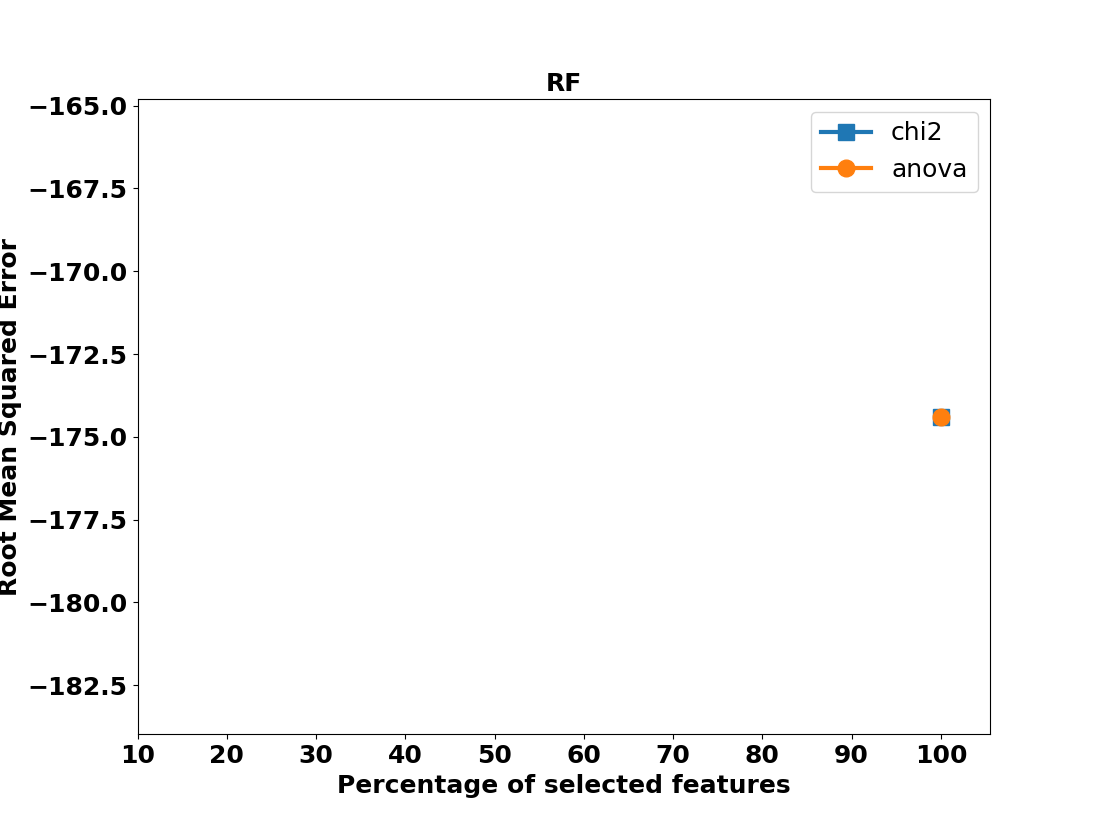 RF
−165.0
−167.5
−170.0
−172.5
−175.0
−177.5
−180.0
−182.5
Root Mean Squared Error
chi2
anova
10 20 30 40 50 60 70 80 90 100
Percentage of selected features